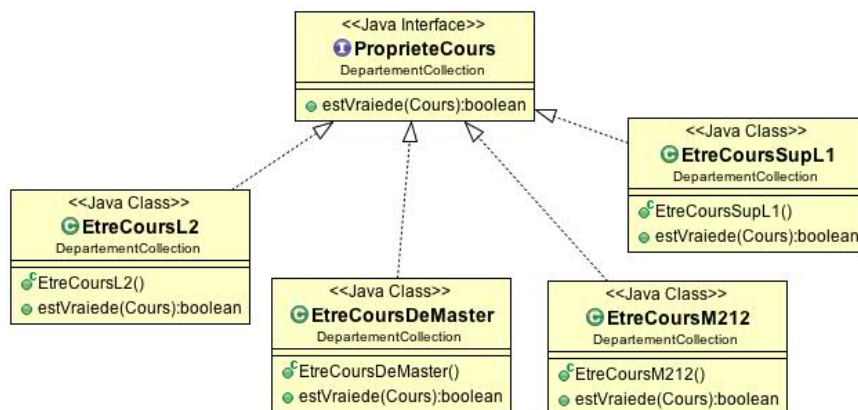 <<Java Interface>>
ProprieteCours
DepartementCollection
estVraiede(Cours):boolean
<<Java Class>>
EtreCoursSupL1
DepartementCollection
EtreCoursSupL1()
estVraiede(Cours):boolean
<<Java Class>>
EtreCoursL2
DepartementCollection
EtreCoursL2()
estVraiede(Cours):boolean
<<Java Class>>
EtreCoursDeMaster
DepartementCollection
EtreCoursDeMaster()
estVraiede(Cours):boolean
<<Java Class>>
EtreCoursM212
DepartementCollection
EtreCoursM212()
estVraiede(Cours):boolean